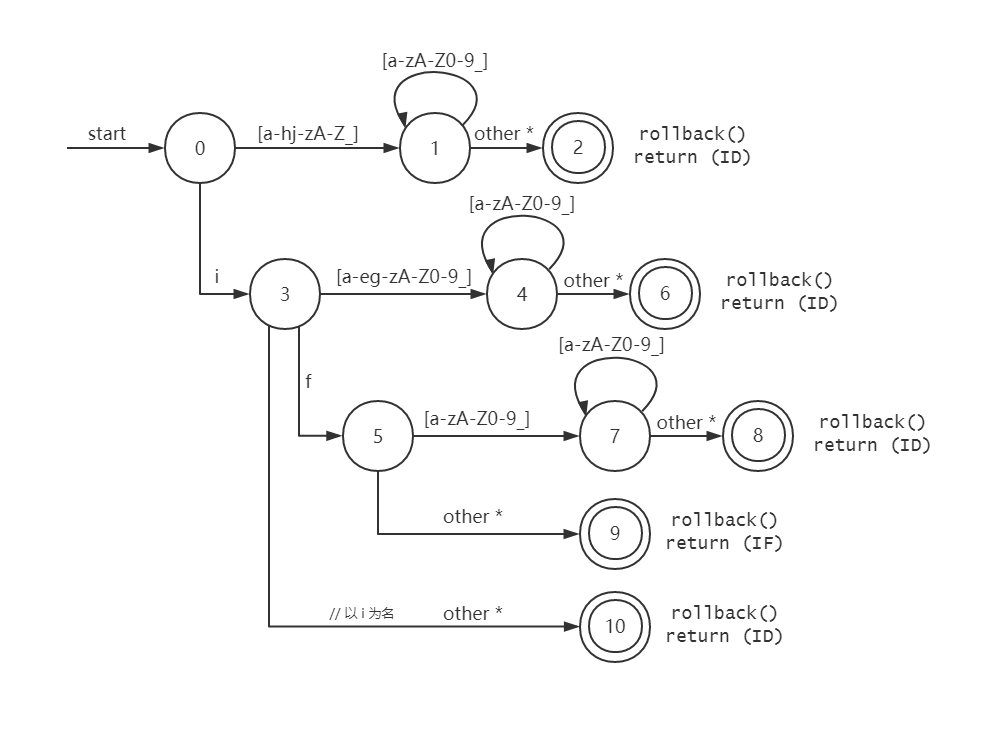 [a-zA-Z0-9_]
start
0
[a-hj-zA-Z_]
1
other *
2
rollback()
return (ID)
[a-zA-Z0-9_]
i
3
[a-eg-zA-Z0-9_]
4
other *
6
rollback()
return (ID)
[a-zA-Z0-9_]
f
5
[a-zA-Z0-9_]
7
other *
8
rollback()
return (ID)
other *
9
rollback()
return (IF)
// 以 i 为名
other *
10
rollback()
return (ID)